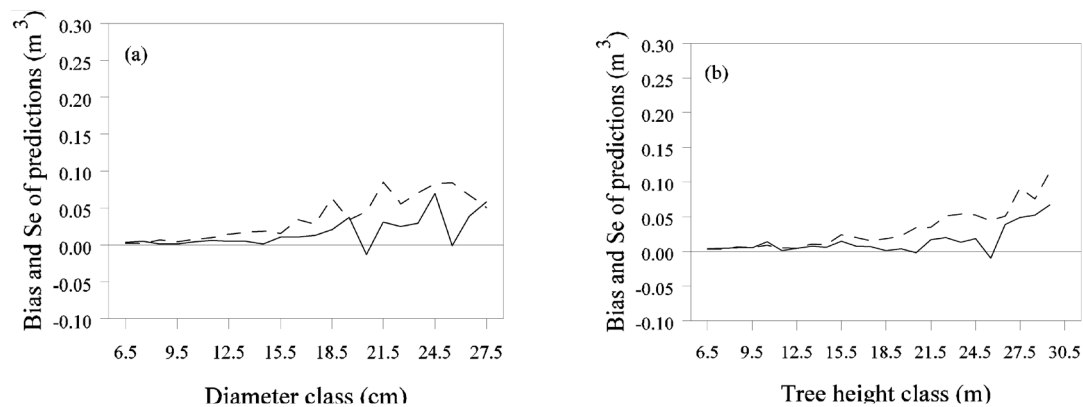 Bias and Se of predictions (m³)
(a)
0.30
0.25
0.20
0.15
0.10
0.05
0.00
-0.05
-0.10
6.5 9.5 12.5 15.5 18.5 21.5 24.5 27.5
Diameter class (cm)
Bias and Se of predictions (m³)
(b)
0.30
0.25
0.20
0.15
0.10
0.05
0.00
-0.05
-0.10
6.5 9.5 12.5 15.5 18.5 21.5 24.5 27.5 30.5
Tree height class (m)